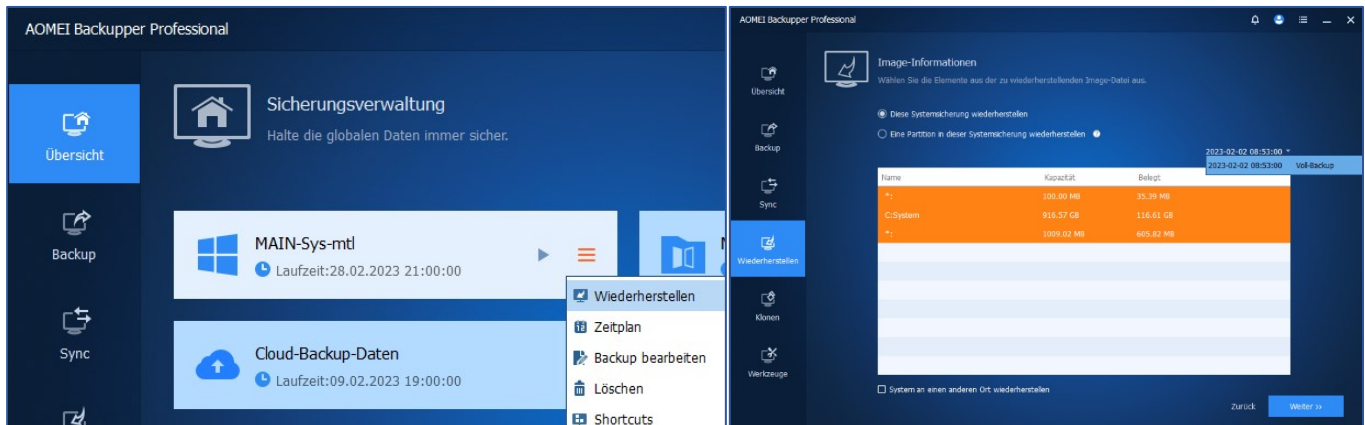 AOMEI Backupper Professional
Übersicht
Backup
Sync
Sicherungsverwaltung
Halte die globalen Daten immer sicher.
MAIN-Sys-mtl
Laufzeit:28.02.2023 21:00:00
Cloud-Backup-Daten
Laufzeit:09.02.2023 19:00:00
Wiederherstellen
Zeitplan
Backup bearbeiten
Löschen
Shortcuts
AOMEI Backupper Professional
Übersicht
Backup
Sync
Wiederherstellen
Klonen
Werkzeuge
Image-Informationen
Wählen Sie die Elemente aus der zu wiederherstellenden Image-Datei aus.
Diese Systemsicherung wiederherstellen
Eine Partition in dieser Systemsicherung wiederherstellen
2023-02-02 08:53:00
2023-02-02 08:53:00 Voll-Backup
Name Kapazität Belegt
*: 100.00 MB 35.39 MB
C:System 916.57 GB 116.61 GB
*: 1009.02 MB 605.82 MB
System an einen anderen Ort wiederherstellen
Zurück Weiter >>